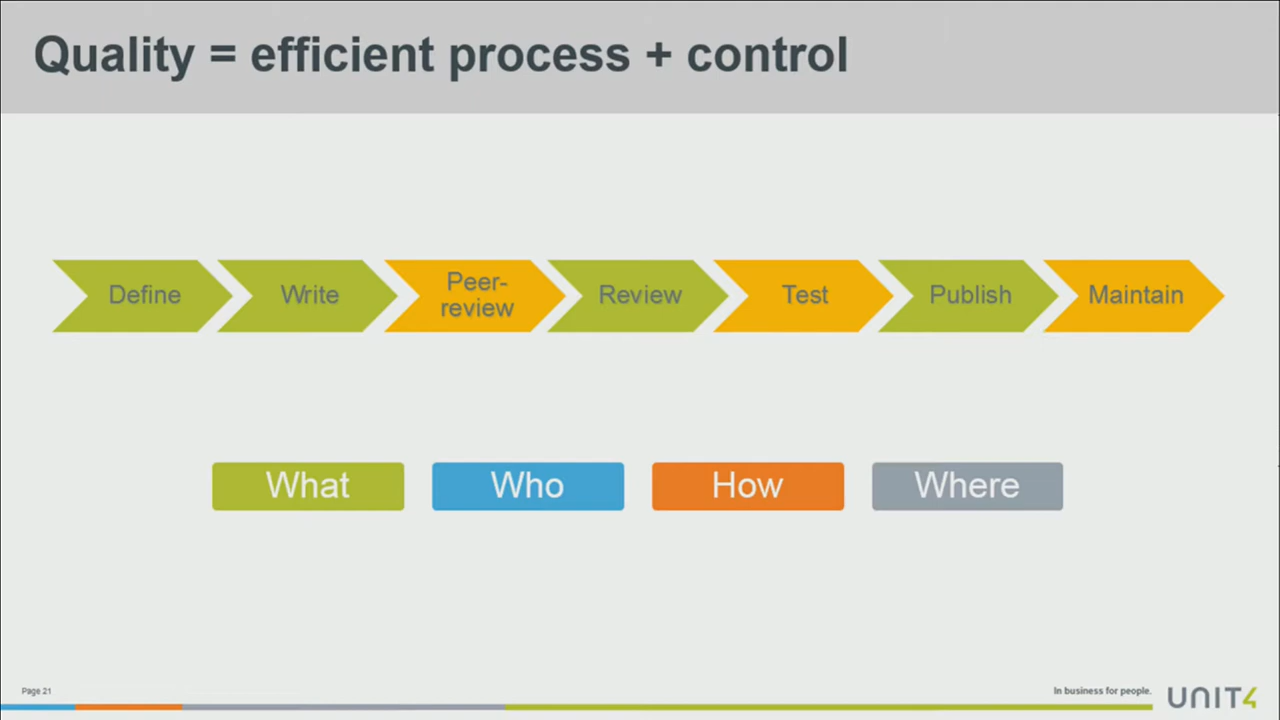 Quality = efficient process + control
Define
Write
Peer-
review
Review
Test
Publish
Maintain
What
Who
How
Where
Page 21
In business for people.
UNIT4